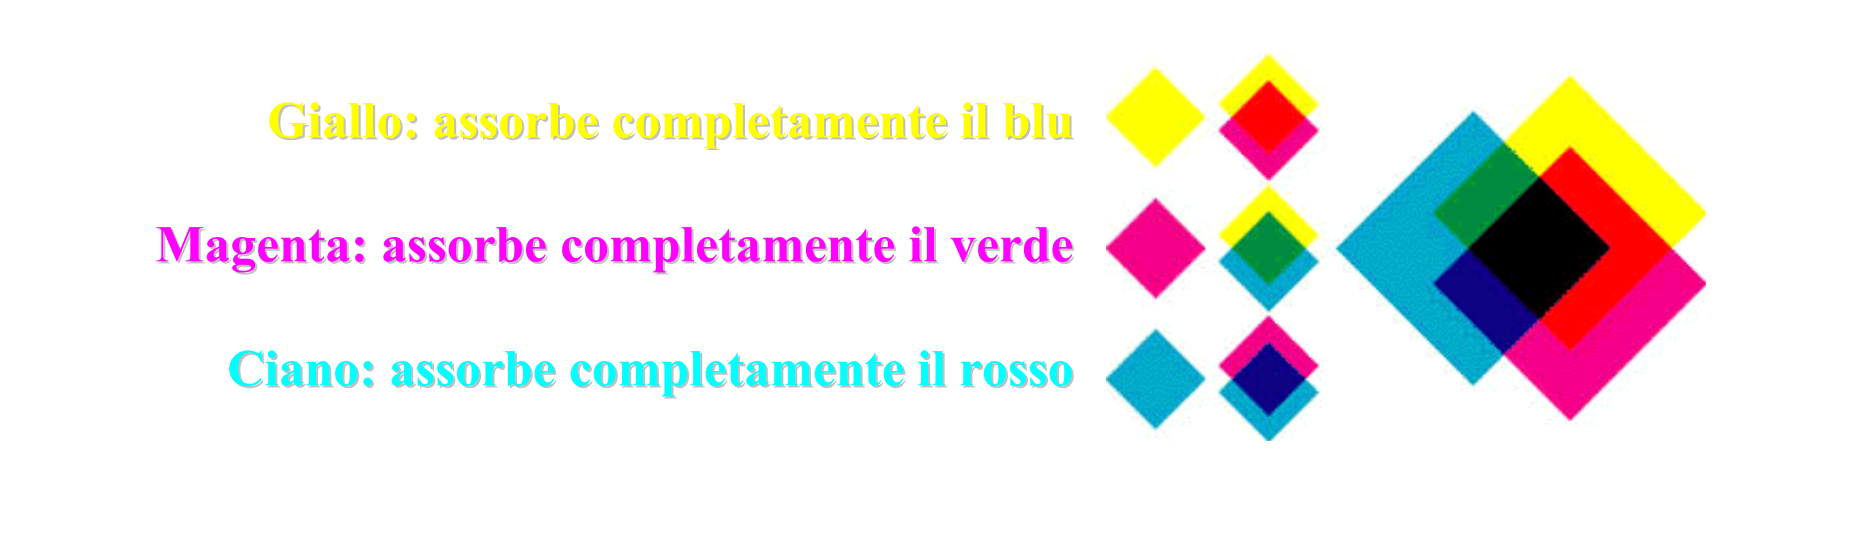 Giallo: assorbe completamente il blu
Magenta: assorbe completamente il verde
Ciano: assorbe completamente il rosso